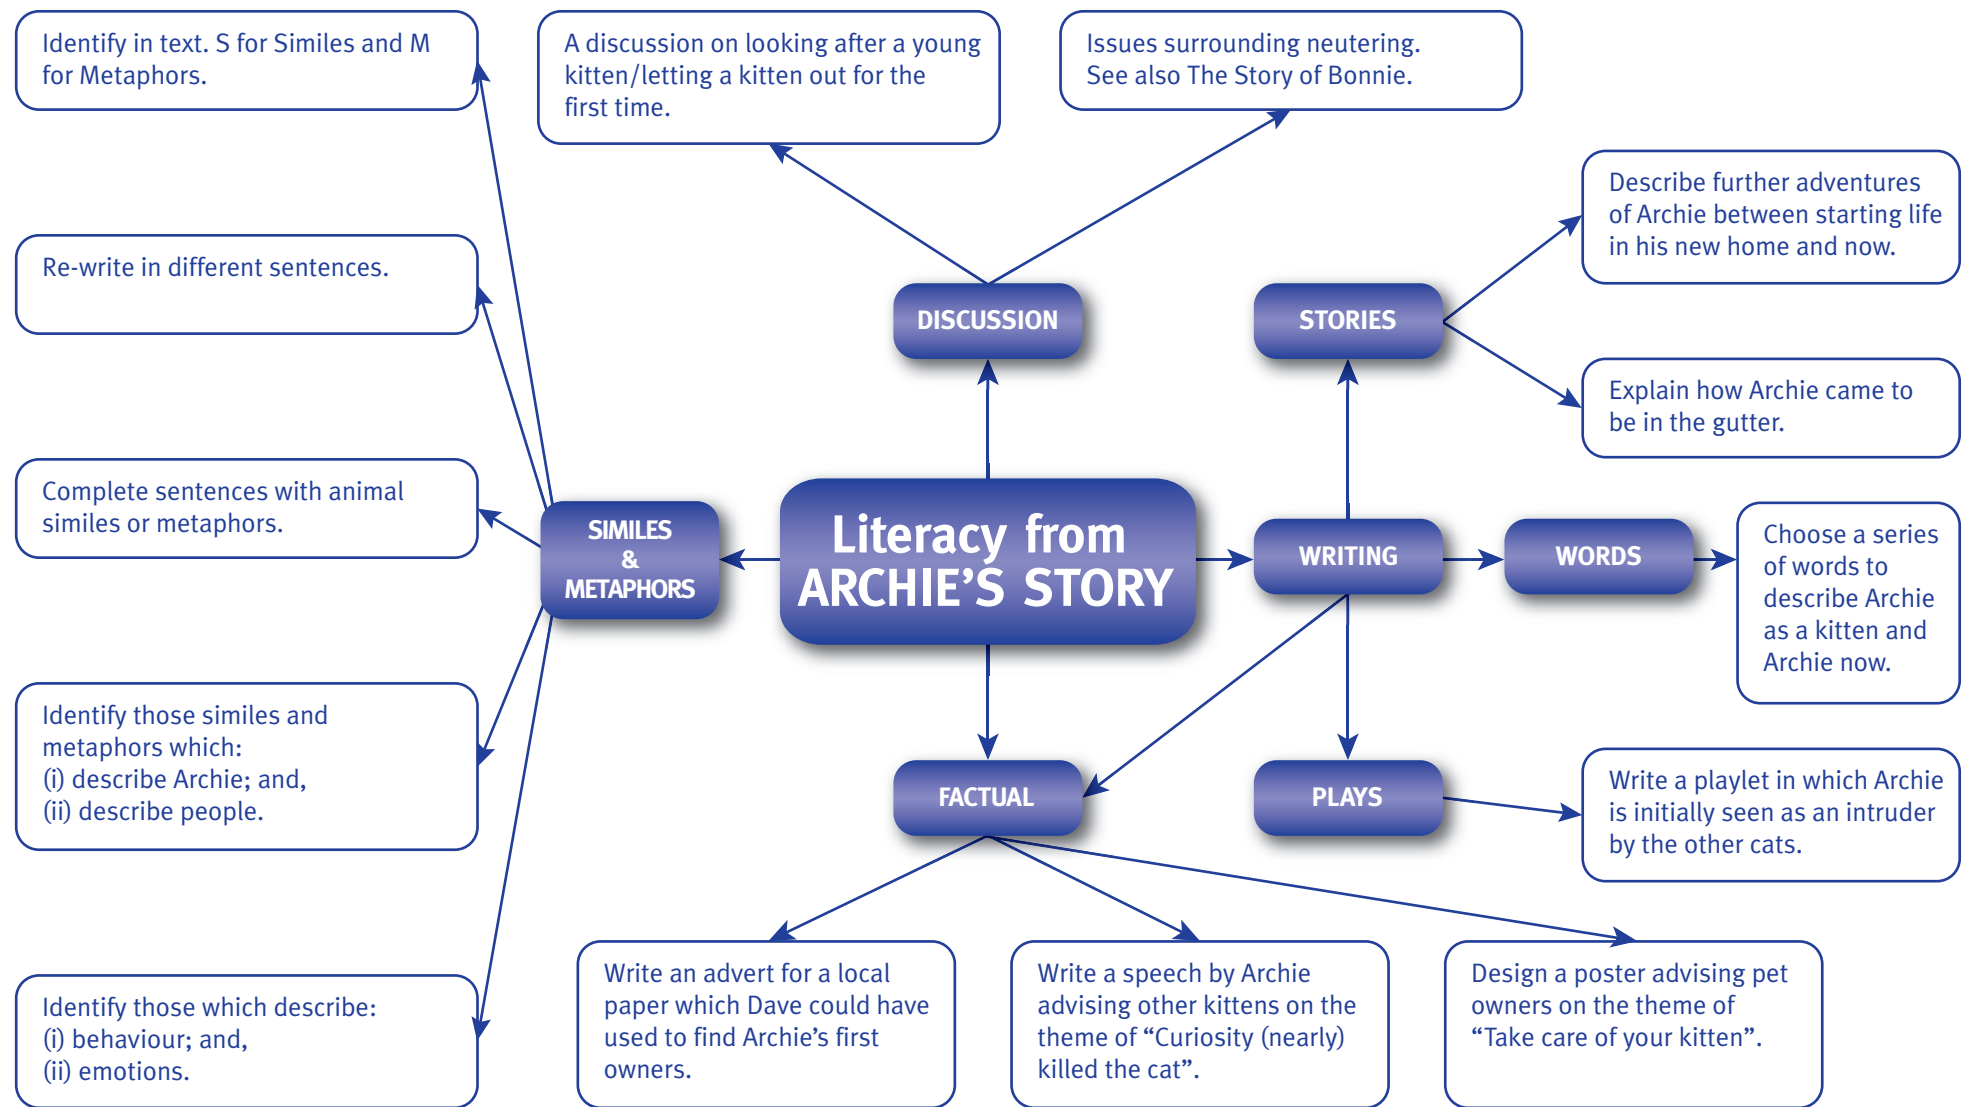 Identify in text. S for Similes and M
for Metaphors.
A discussion on looking after a young
kitten/letting a kitten out for the
first time.
Issues surrounding neutering.
See also The Story of Bonnie.
Describe further adventures
of Archie between starting life
in his new home and now.
Re-write in different sentences.
DISCUSSION
STORIES
Explain how Archie came to
be in the gutter.
Complete sentences with animal
similes or metaphors.
SIMILES
&
METAPHORS
Literacy from
ARCHIE’S STORY
WRITING
WORDS
Choose a series
of words to
describe Archie
as a kitten and
Archie now.
Identify those similes and
metaphors which:
(i) describe Archie; and,
(ii) describe people.
FACTUAL
PLAYS
Write a playlet in which Archie
is initially seen as an intruder
by the other cats.
Identify those which describe:
(i) behaviour; and,
(ii) emotions.
Write an advert for a local
paper which Dave could have
used to find Archie’s first
owners.
Write a speech by Archie
advising other kittens on the
theme of “Curiosity (nearly)
killed the cat”.
Design a poster advising pet
owners on the theme of
“Take care of your kitten”.